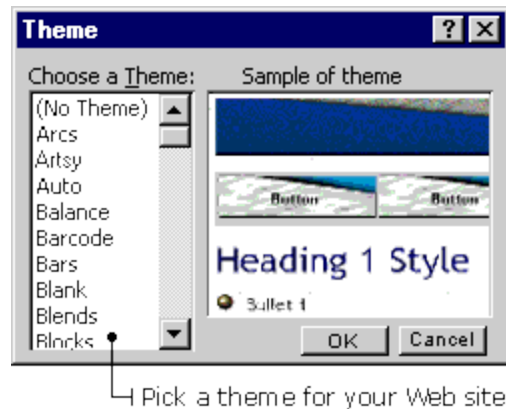 Theme
Choose a Theme:
Sample of theme
(No Theme)
Arcs
Artsy
Auto
Balance
Barcode
Bars
Blank
Blends
Blocks
Button
Button
Heading 1 Style
Bullet 1
OK
Cancel
Pick a theme for your Web site